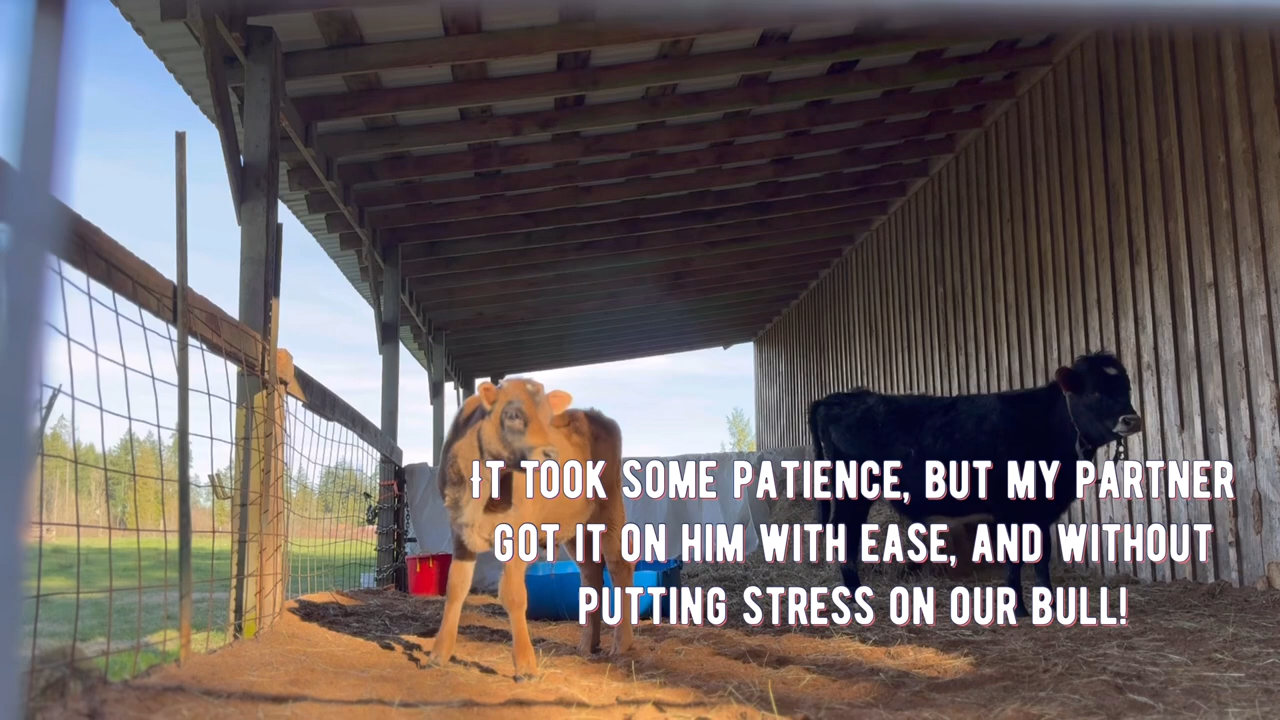 IT TOOK SOME PATIENCE, BUT MY PARTNER
GOT IT ON HIM WITH EASE, AND WITHOUT
PUTTING STRESS ON OUR BULL!